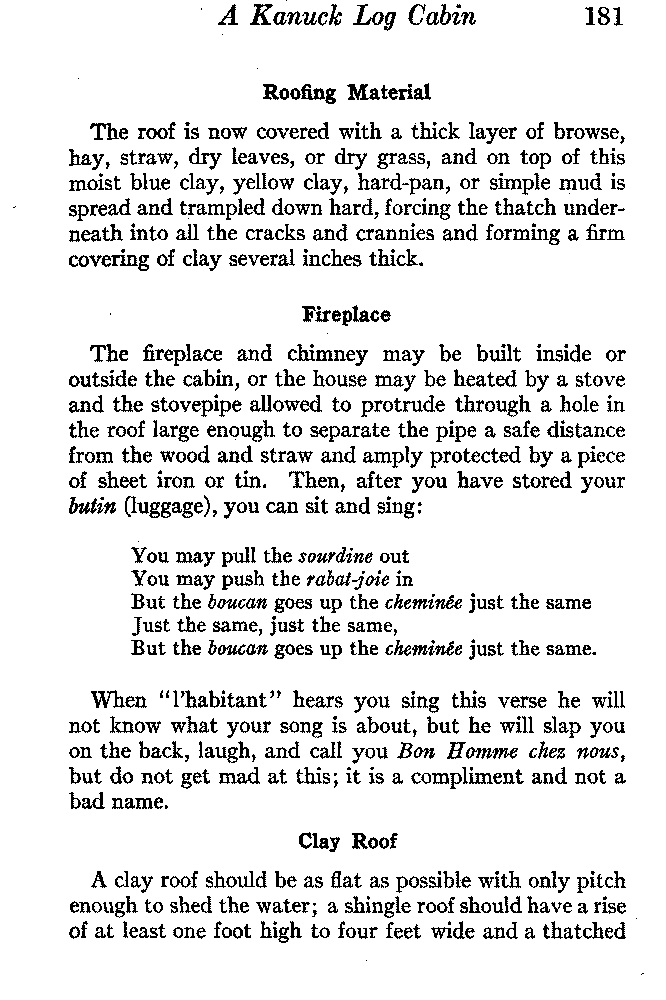 A Kanuck Log Cabin 181
Roofing Material
The roof is now covered with a thick layer of browse,
hay, straw, dry leaves, or dry grass, and on top of this
moist blue clay, yellow clay, hard-pan, or simple mud is
spread and trampled down hard, forcing the thatch under-
neath into all the cracks and crannies and forming a firm
covering of clay several inches thick.
Fireplace
The fireplace and chimney may be built inside or
outside the cabin, or the house may be heated by a stove
and the stovepipe allowed to protrude through a hole in
the roof large enough to separate the pipe a safe distance
from the wood and straw and amply protected by a piece
of sheet iron or tin. Then, after you have stored your
butin (luggage), you can sit and sing:
You may pull the sourdine out
You may push the rabat-joie in
But the boucan goes up the cheminée just the same
Just the same, just the same,
But the boucan goes up the cheminée just the same.
When "l'habitant" hears you sing this verse he will
not know what your song is about, but he will slap you
on the back, laugh, and call you Bon Homme chez nous,
but do not get mad at this; it is a compliment and not a
bad name.
Clay Roof
A clay roof should be as flat as possible with only pitch
enough to shed the water; a shingle roof should have a rise
of at least one foot high to four feet wide and a thatched